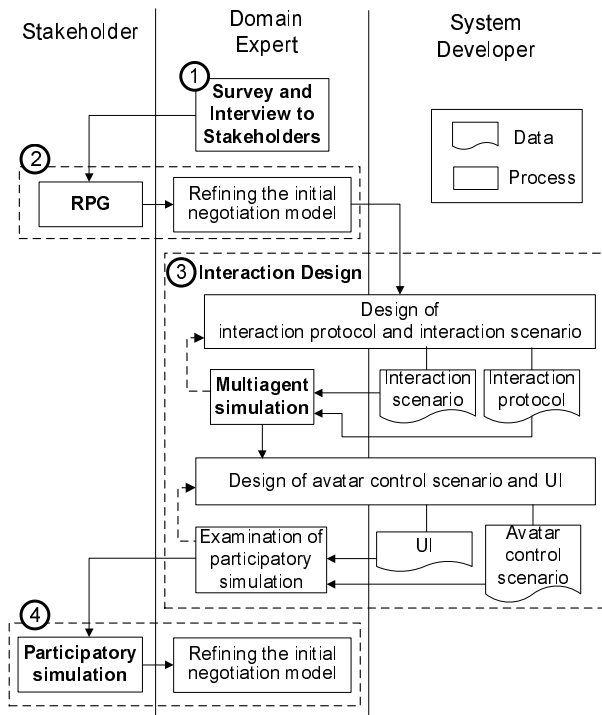 Stakeholder
Domain
Expert
System
Developer
1
Survey and
Interview to
Stakeholders
Data
Process
2
RPG
Refining the initial
negotiation model
3
Interaction Design
Design of
interaction protocol and interaction scenario
Multiagent
simulation
Interaction
scenario
Interaction
protocol
Design of avatar control scenario and UI
Examination of
participatory
simulation
UI
Avatar
control
scenario
4
Participatory
simulation
Refining the initial
negotiation model